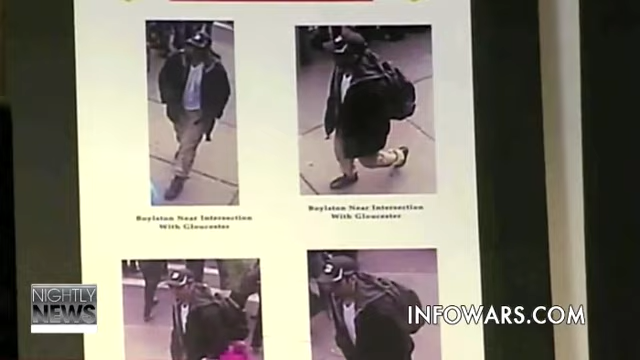 Boylston Near Intersection
With Gloucester
Boylston Near Intersection
With Gloucester
NIGHTLY
NEWS
INFOWARS.COM